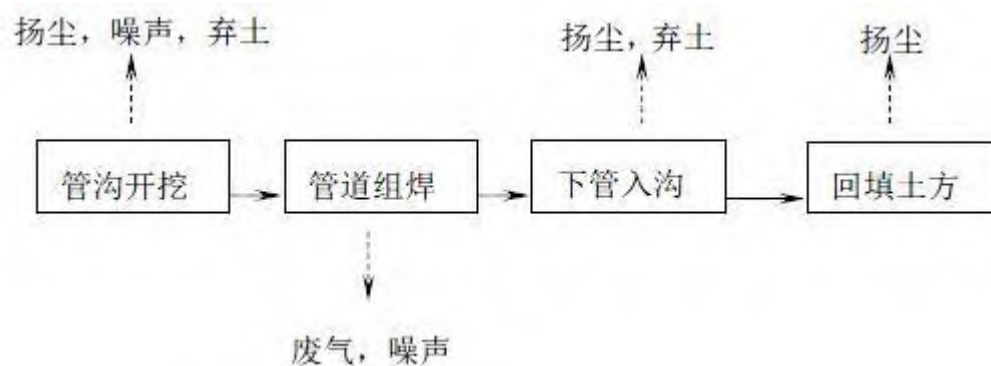 扬尘，噪声，弃土
扬尘，弃土
扬尘
管沟开挖
管道组焊
下管入沟
回填土方
废气，噪声